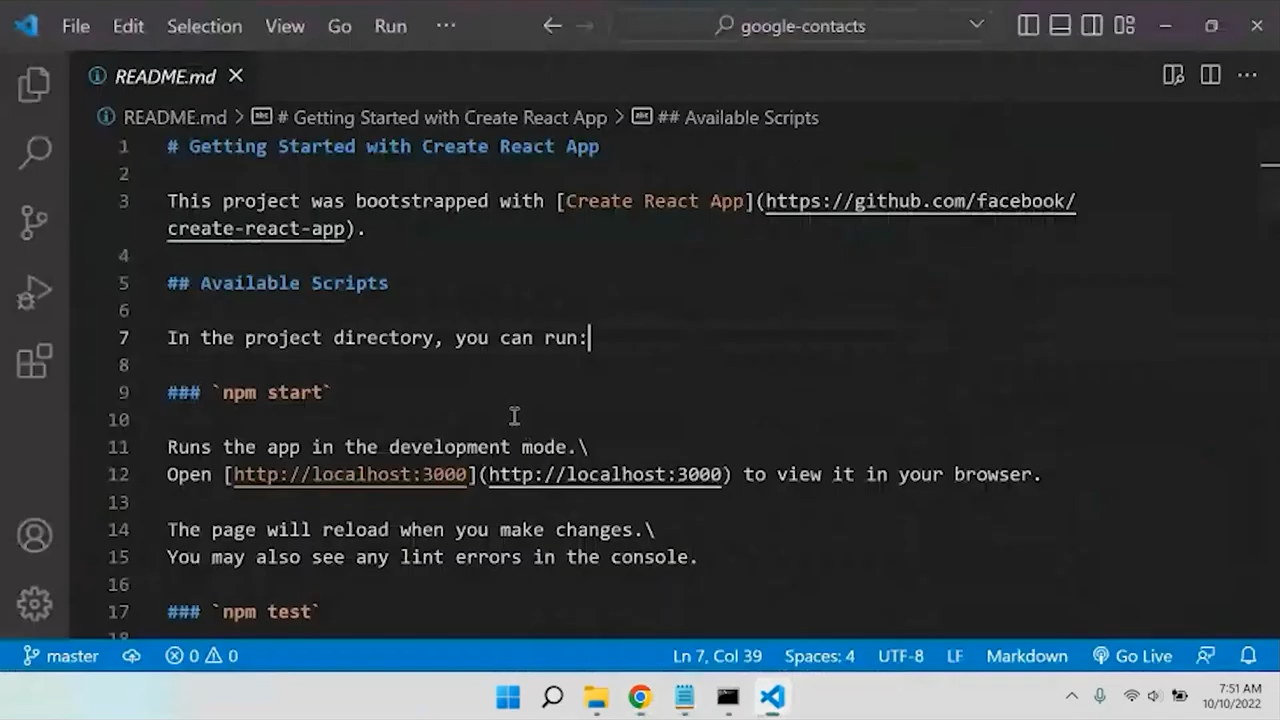 File Edit Selection View Go Run ··· google-contacts
README.md
README.md > # Getting Started with Create React App > ## Available Scripts
1 # Getting Started with Create React App
2
3 This project was bootstrapped with [Create React App](https://github.com/facebook/
create-react-app).
4
5 ## Available Scripts
6
7 In the project directory, you can run:
8
9 ### `npm start`
10
11 Runs the app in the development mode.\
12 Open [http://localhost:3000](http://localhost:3000) to view it in your browser.
13
14 The page will reload when you make changes.\
15 You may also see any lint errors in the console.
16
17 ### `npm test`
18
master 0 0 Ln 7, Col 39 Spaces: 4 UTF-8 LF Markdown Go Live
7:51 AM
10/10/2022